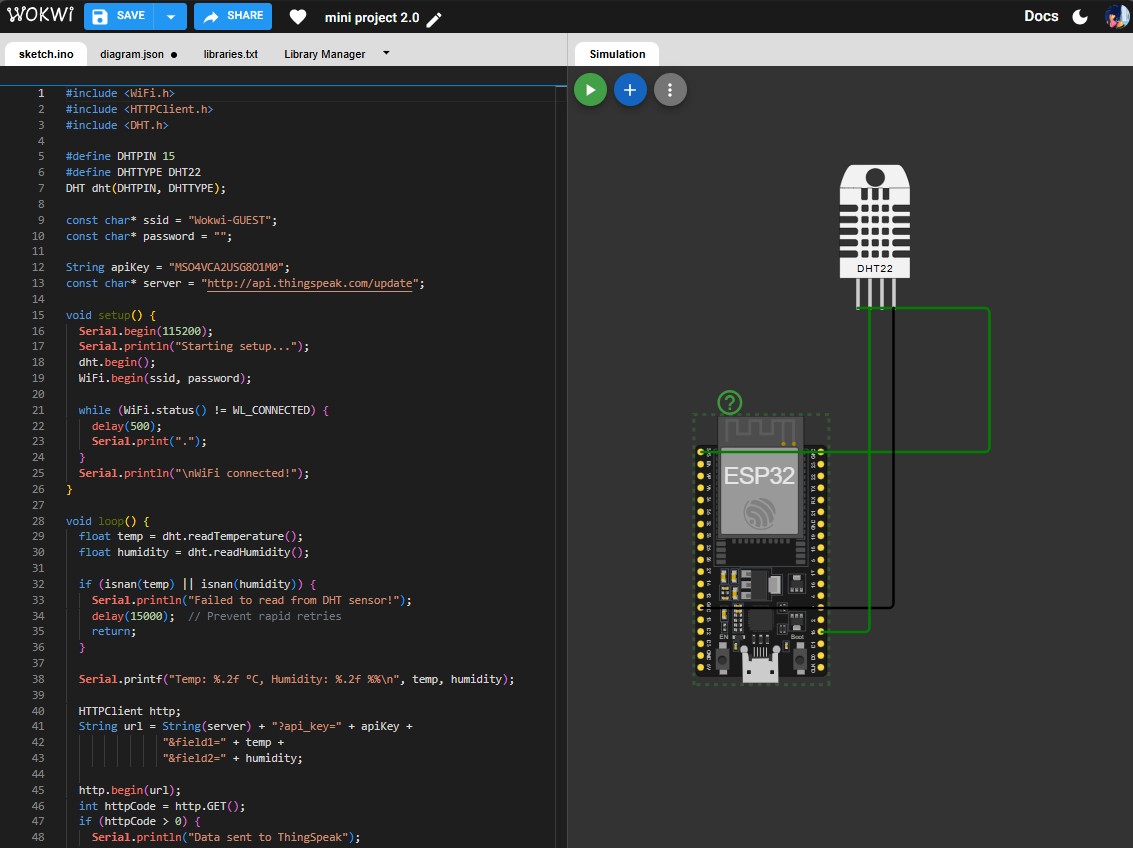 WOKWI SAVE SHARE mini project 2.0 Docs
sketch.ino diagram.json ● libraries.txt Library Manager
Simulation
1 #include <WiFi.h>
2 #include <HTTPClient.h>
3 #include <DHT.h>
4
5 #define DHTPIN 15
6 #define DHTTYPE DHT22
7 DHT dht(DHTPIN, DHTTYPE);
8
9 const char* ssid = "Wokwi-GUEST";
10 const char* password = "";
11
12 String apiKey = "MSO4VCA2USG8O1M0";
13 const char* server = "http://api.thingspeak.com/update";
14
15 void setup() {
16 Serial.begin(115200);
17 Serial.println("Starting setup...");
18 dht.begin();
19 WiFi.begin(ssid, password);
20
21 while (WiFi.status() != WL_CONNECTED) {
22 delay(500);
23 Serial.print(".");
24 }
25 Serial.println("\nWiFi connected!");
26 }
27
28 void loop() {
29 float temp = dht.readTemperature();
30 float humidity = dht.readHumidity();
31
32 if (isnan(temp) || isnan(humidity)) {
33 Serial.println("Failed to read from DHT sensor!");
34 delay(15000); // Prevent rapid retries
35 return;
36 }
37
38 Serial.printf("Temp: %.2f °C, Humidity: %.2f %%\n", temp, humidity);
39
40 HTTPClient http;
41 String url = String(server) + "?api_key=" + apiKey +
42 "&field1=" + temp +
43 "&field2=" + humidity;
44
45 http.begin(url);
46 int httpCode = http.GET();
47 if (httpCode > 0) {
48 Serial.println("Data sent to ThingSpeak");
DHT22
?
ESP32
EN
Boot